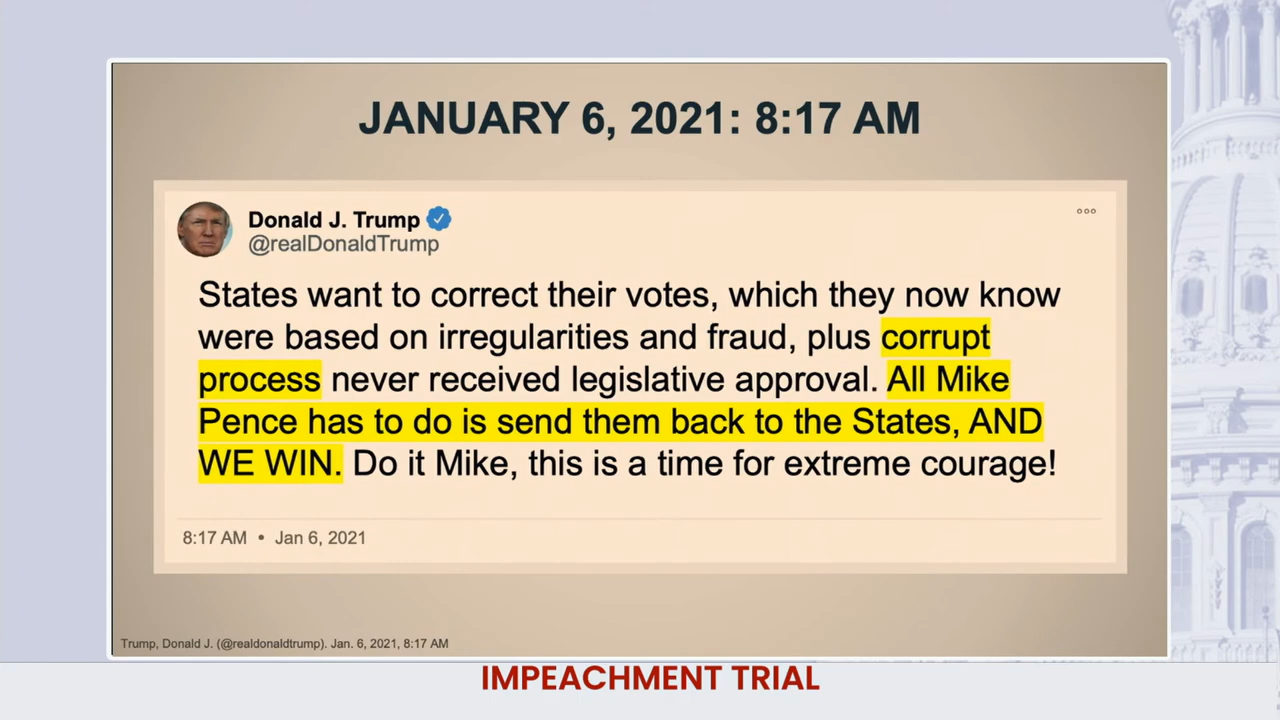 JANUARY 6, 2021: 8:17 AM
Donald J. Trump
@realDonaldTrump
States want to correct their votes, which they now know
were based on irregularities and fraud, plus corrupt
process never received legislative approval. All Mike
Pence has to do is send them back to the States, AND
WE WIN. Do it Mike, this is a time for extreme courage!
8:17 AM • Jan 6, 2021
Trump, Donald J. (@realdonaldtrump). Jan. 6, 2021, 8:17 AM
IMPEACHMENT TRIAL